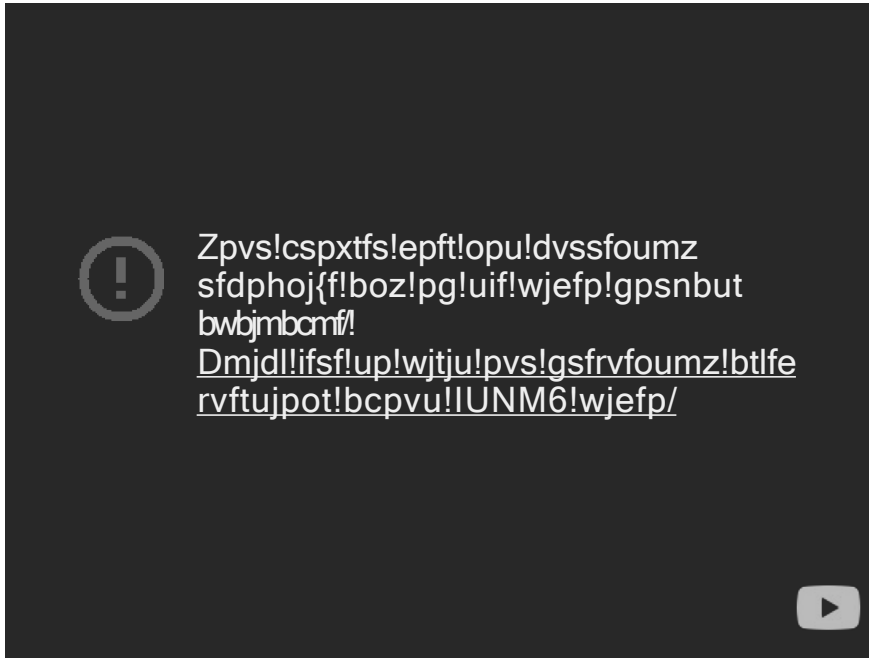 Zpvs!cspxtfs!epft!opu!dvssfoumz
sfdphoj{f!boz!pg!uif!wjefp!gpsnbut
bwbjmbcmf/!
Dmjdl!ifsf!up!wjtju!pvs!gsfrvfoumz!btlfe
rvftujpot!bcpvu!IUNM6!wjefp/